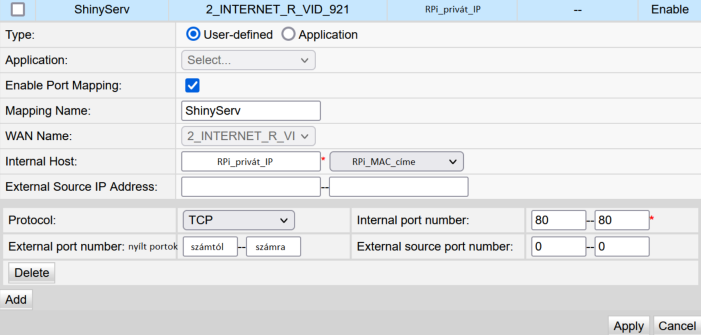 ShinyServ 2_INTERNET_R_VID_921 RPi_privát_IP -- Enable
Type: User-defined Application
Application: Select...
Enable Port Mapping:
Mapping Name: ShinyServ
WAN Name: 2_INTERNET_R_VI
Internal Host: RPi_privát_IP * RPi_MAC_címe
External Source IP Address: --
Protocol: TCP Internal port number: 80 -- 80 *
External port number: nyílt portok számtól -- számra External source port number: 0 -- 0
Delete
Add
Apply Cancel